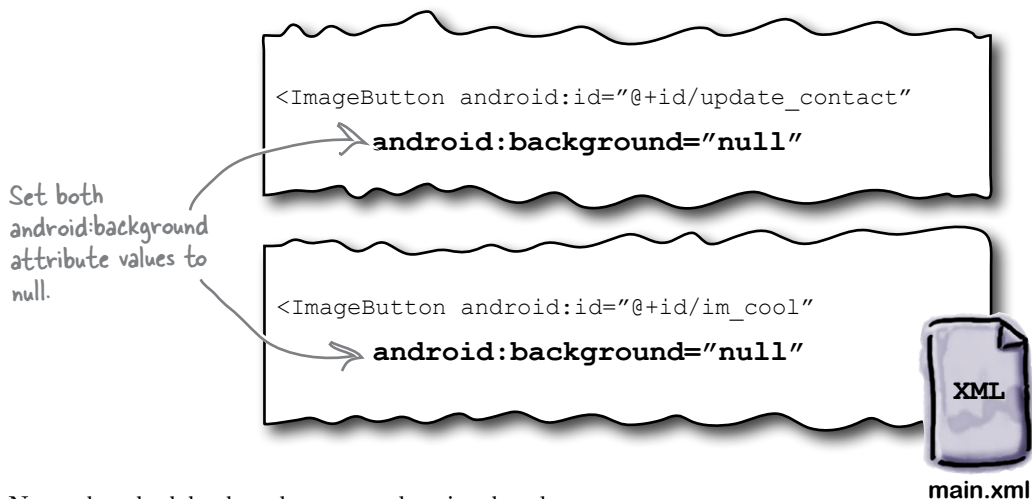 <ImageButton android:id="@+id/update_contact"
android:background="null"
Set both
android:background
attribute values to
null.
<ImageButton android:id="@+id/im_cool"
android:background="null"
XML
main.xml